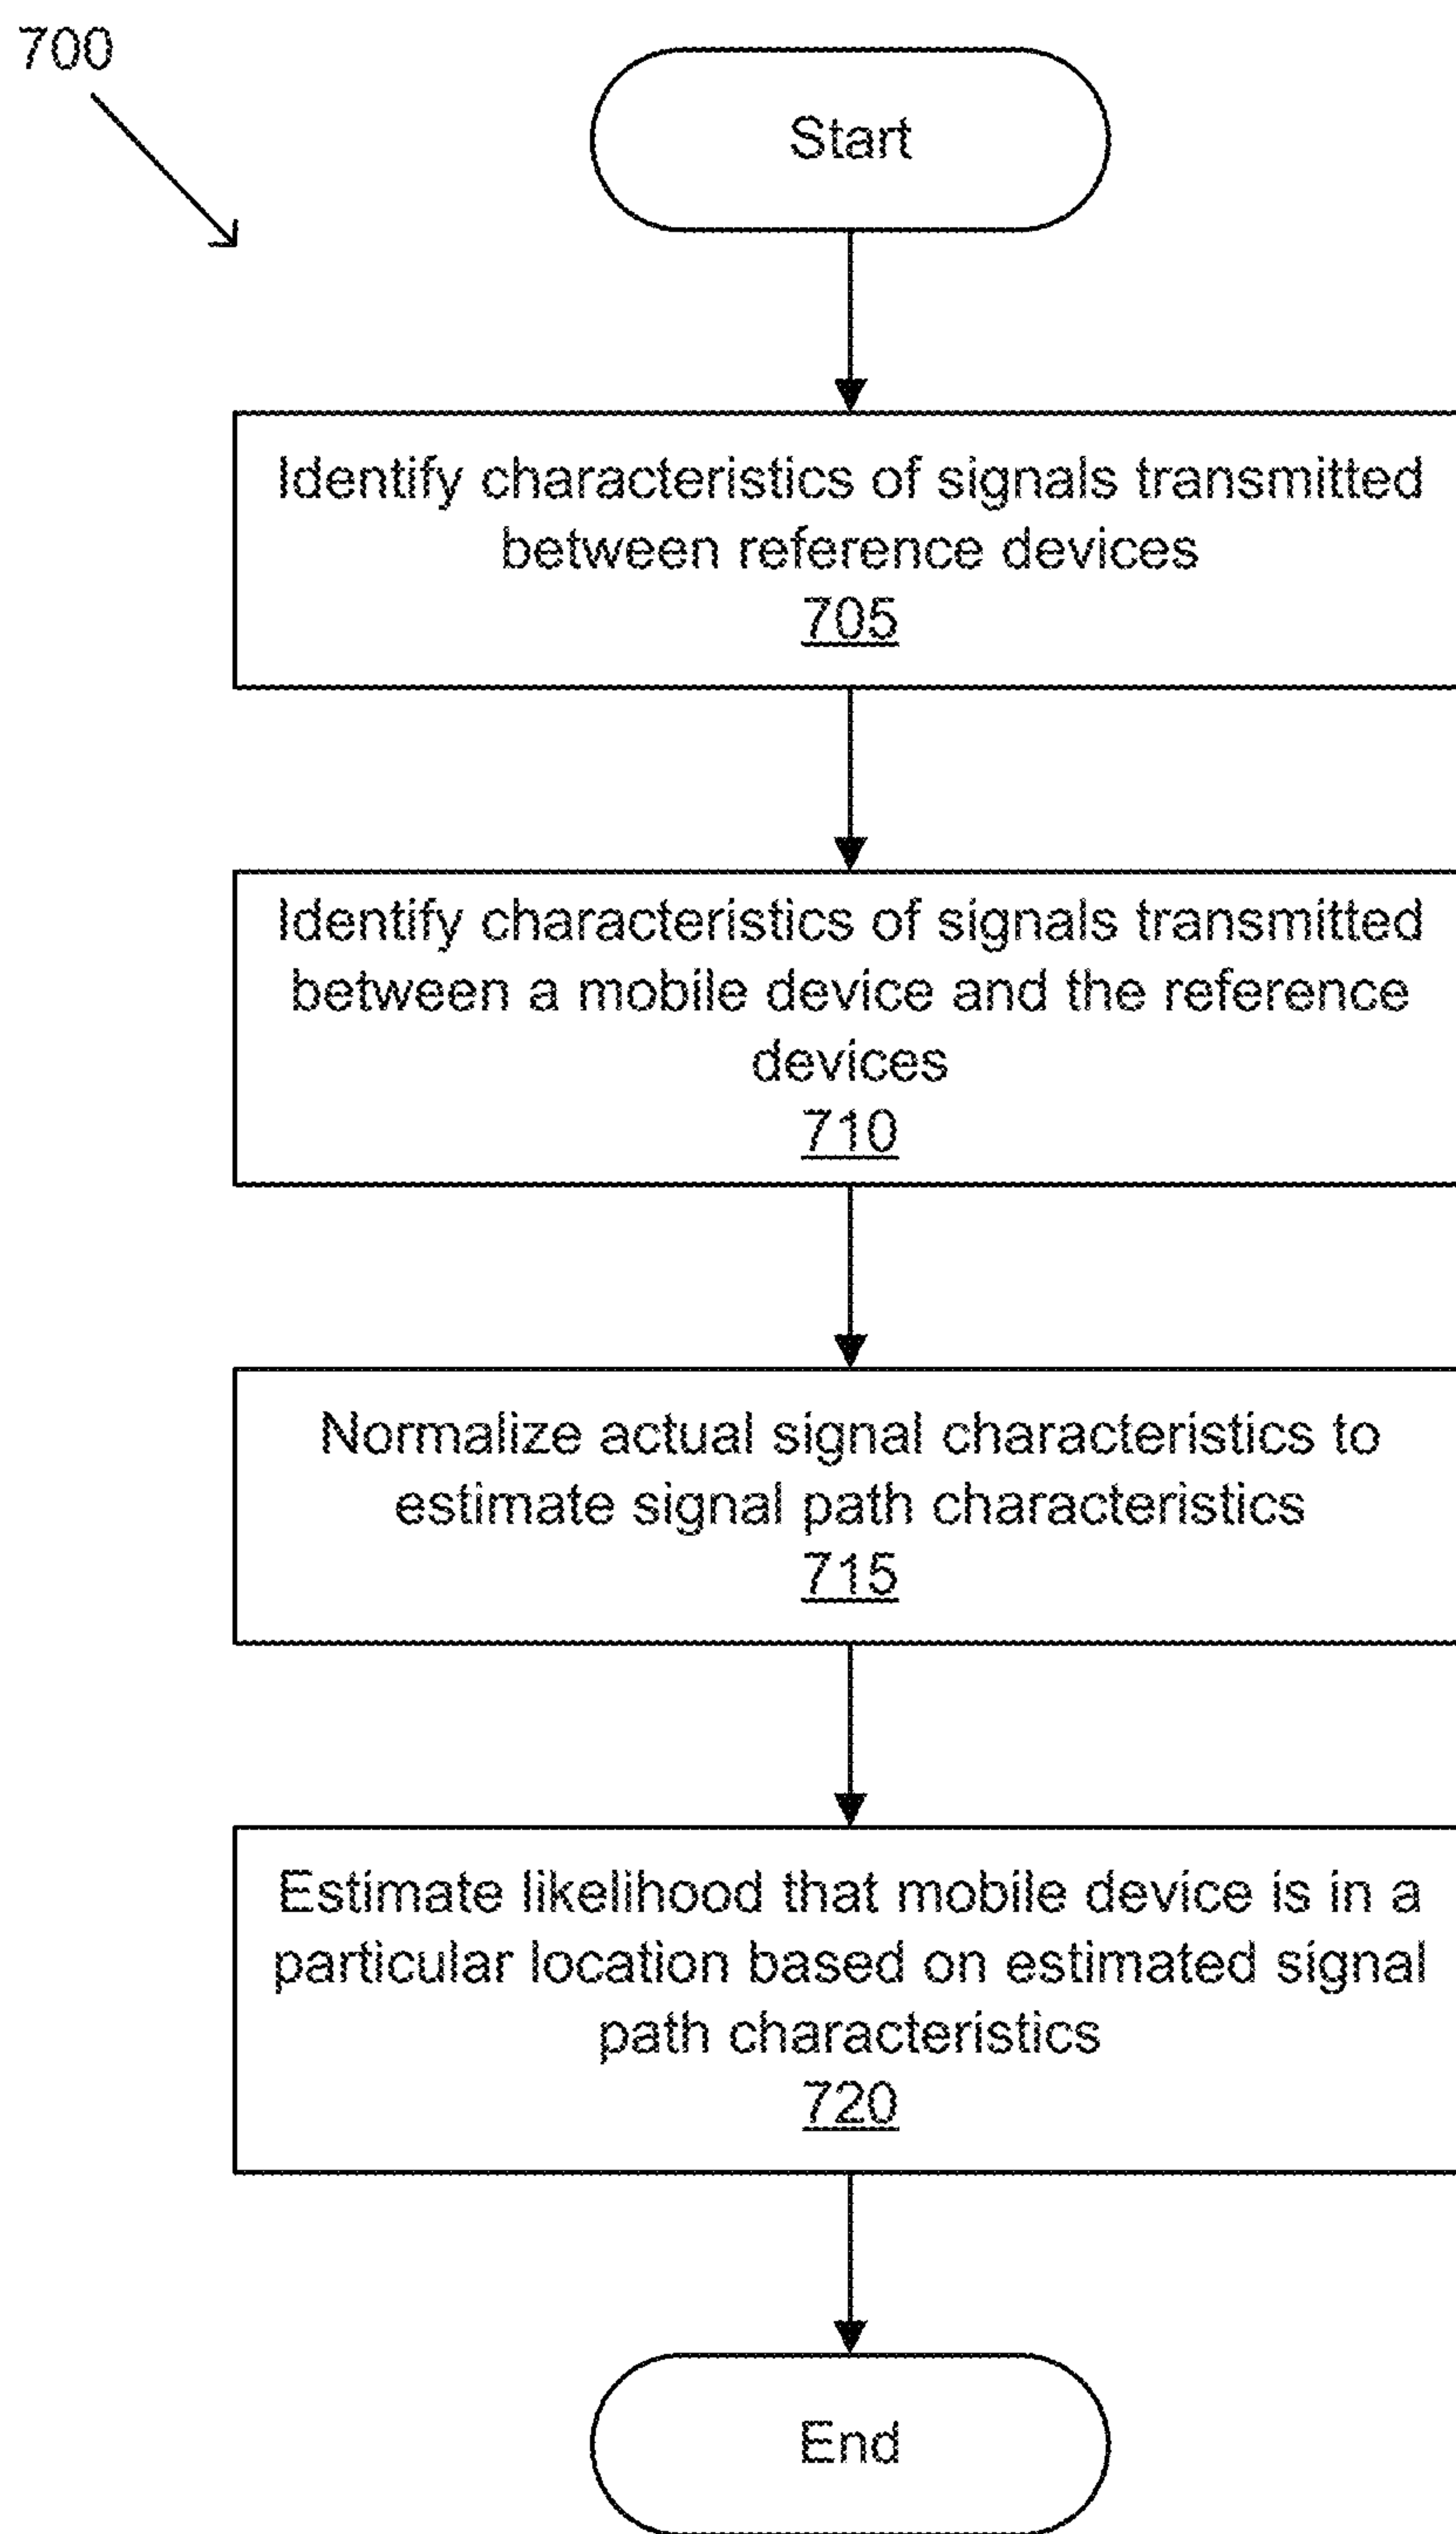 700
Start
Identify characteristics of signals transmitted
between reference devices
705
Identify characteristics of signals transmitted
between a mobile device and the reference
devices
710
Normalize actual signal characteristics to
estimate signal path characteristics
715
Estimate likelihood that mobile device is in a
particular location based on estimated signal
path characteristics
720
End